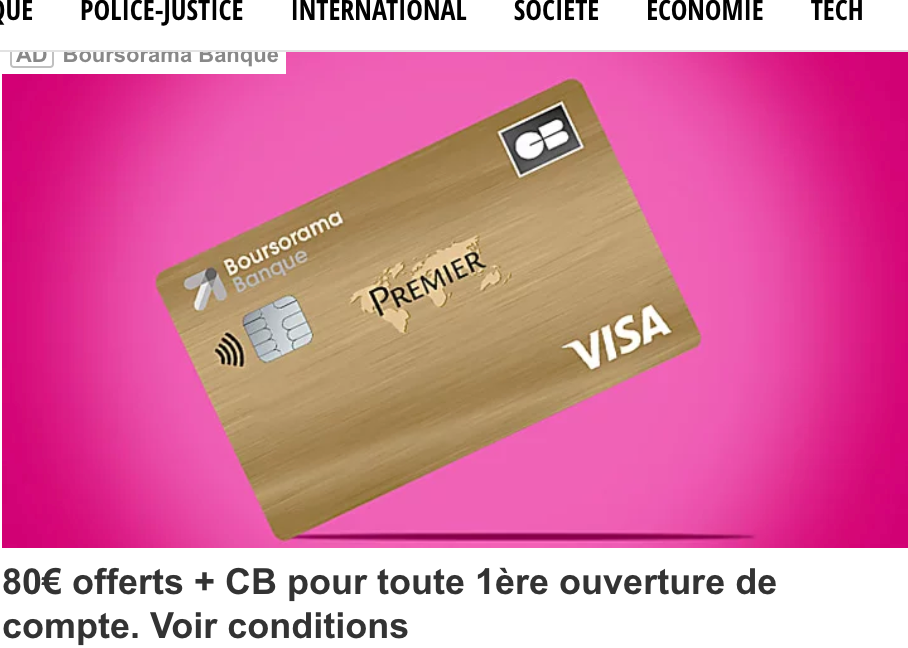 QUE POLICE-JUSTICE INTERNATIONAL SOCIÉTÉ ÉCONOMIE TECH
AD Boursorama Banque
CB
Boursorama
Banque
PREMIER
VISA
80€ offerts + CB pour toute 1ère ouverture de
compte. Voir conditions